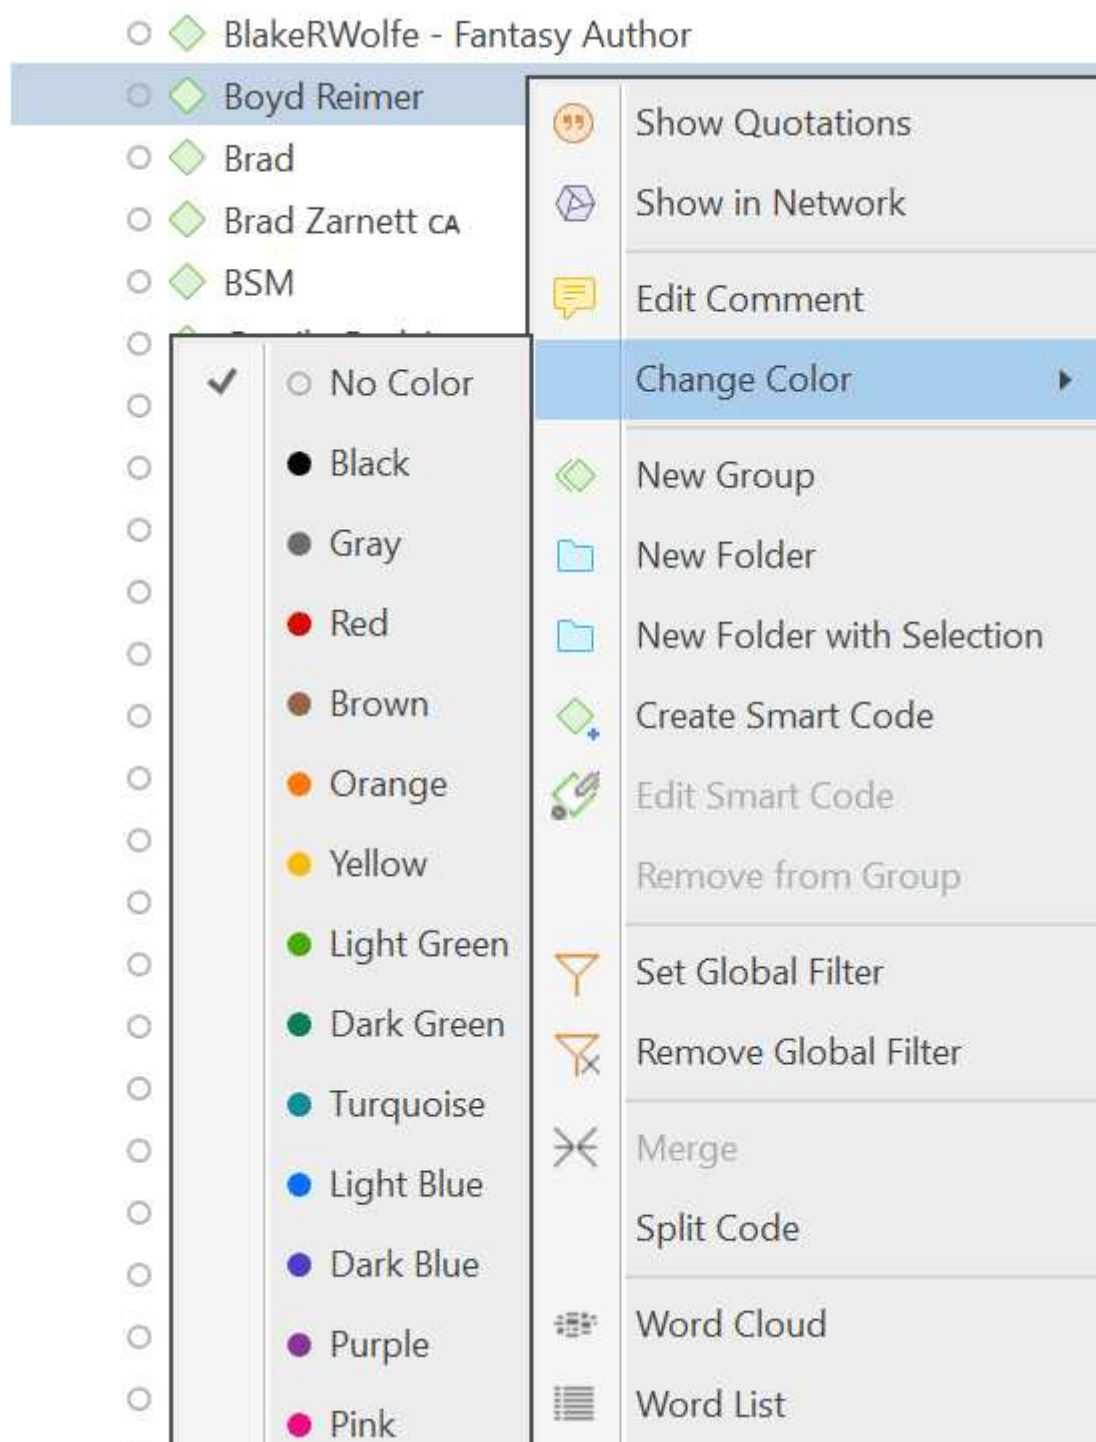 BlakeRWolfe - Fantasy Author
Boyd Reimer
Brad
Brad Zarnett ᴄᴀ
BSM
No Color
Black
Gray
Red
Brown
Orange
Yellow
Light Green
Dark Green
Turquoise
Light Blue
Dark Blue
Purple
Pink
Show Quotations
Show in Network
Edit Comment
Change Color
New Group
New Folder
New Folder with Selection
Create Smart Code
Edit Smart Code
Remove from Group
Set Global Filter
Remove Global Filter
Merge
Split Code
Word Cloud
Word List